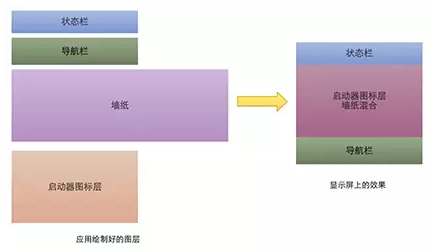 状态栏
导航栏
墙纸
启动器图标层
应用绘制好的图层
状态栏
启动器图标层
墙纸混合
导航栏
显示屏上的效果